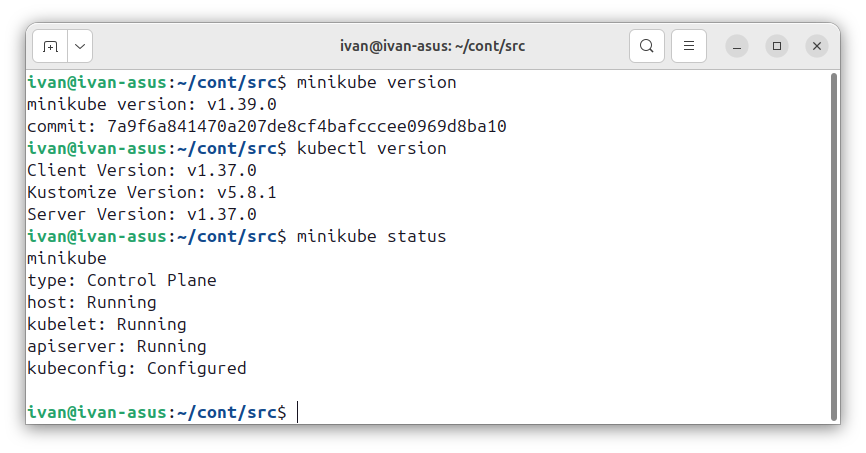 ivan@ivan-asus: ~/cont/src
ivan@ivan-asus:~/cont/src$ minikube version
minikube version: v1.39.0
commit: 7a9f6a841470a207de8cf4bafcccee0969d8ba10
ivan@ivan-asus:~/cont/src$ kubectl version
Client Version: v1.37.0
Kustomize Version: v5.8.1
Server Version: v1.37.0
ivan@ivan-asus:~/cont/src$ minikube status
minikube
type: Control Plane
host: Running
kubelet: Running
apiserver: Running
kubeconfig: Configured
ivan@ivan-asus:~/cont/src$